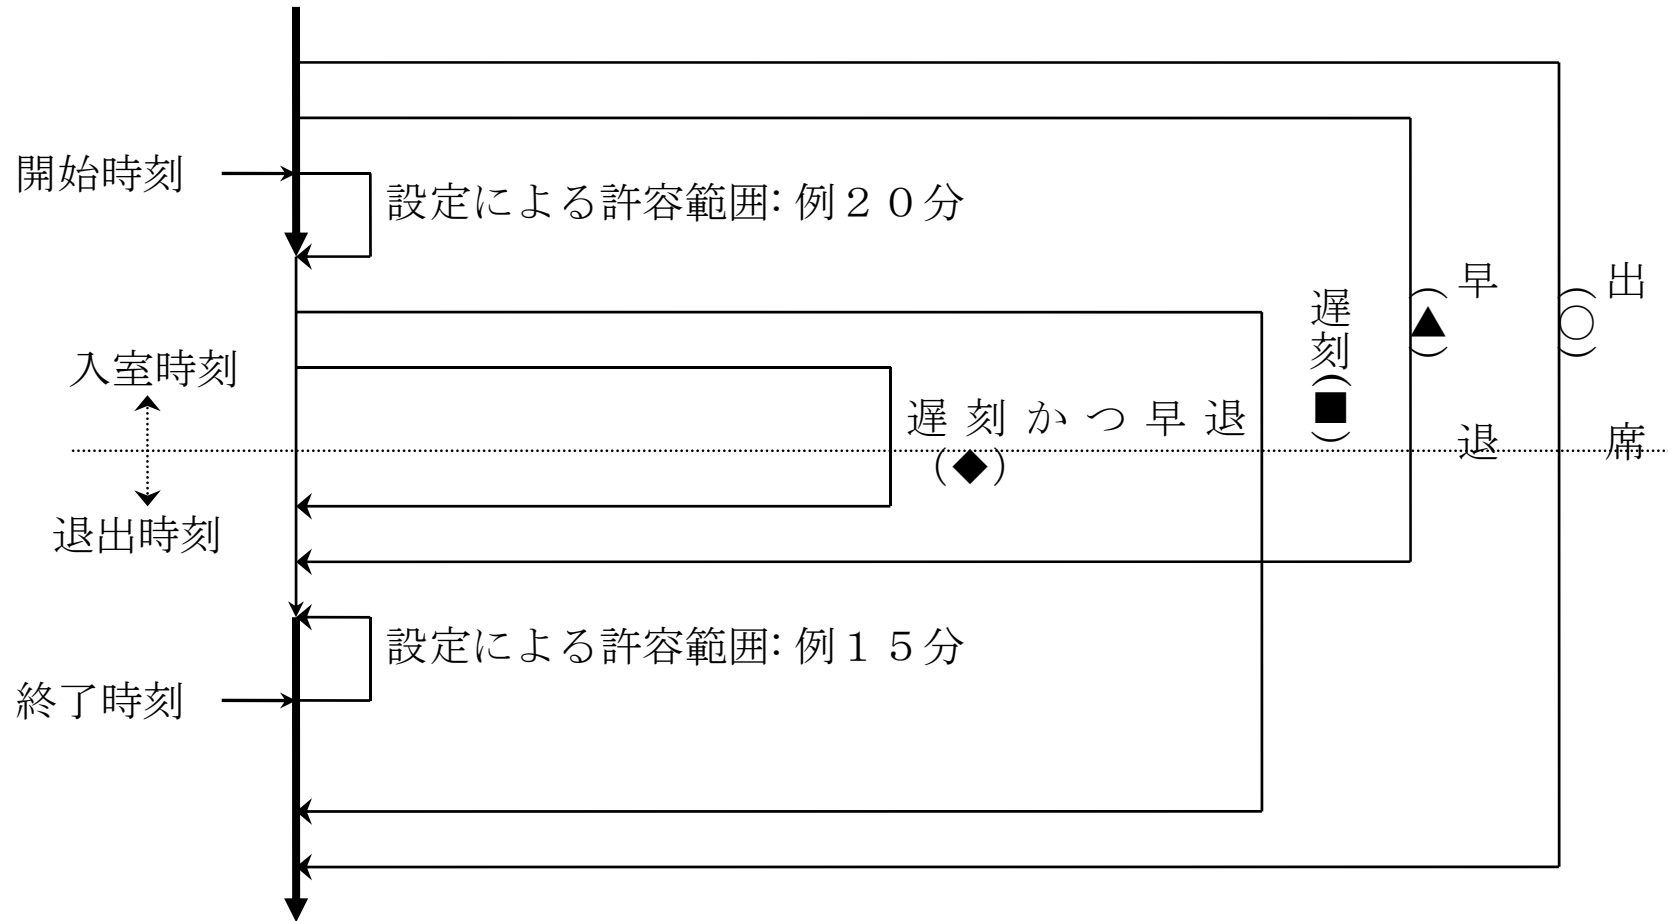 開始時刻
設定による許容範囲: 例２０分
入室時刻
退出時刻
遅刻かつ早退
(◆)
遅刻(■)
早退
(▲)
出席
(○)
設定による許容範囲: 例１５分
終了時刻